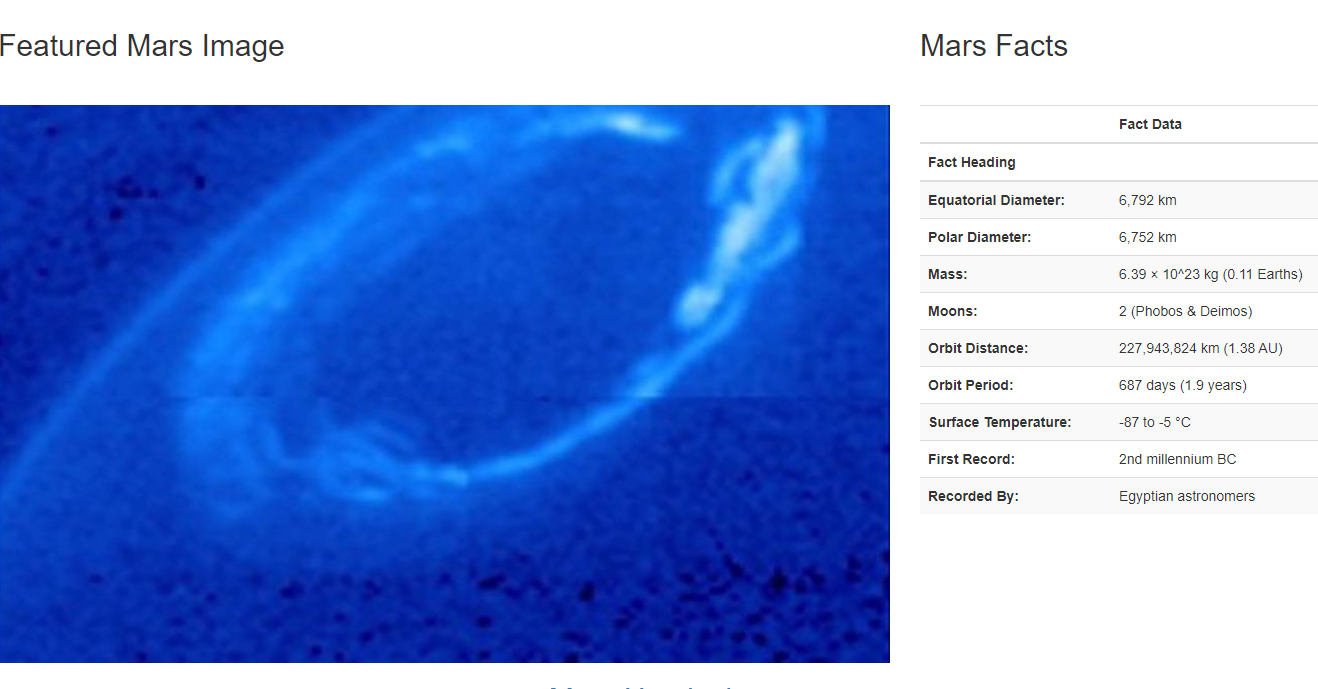 Featured Mars Image
Mars Facts
Fact Data
Fact Heading
Equatorial Diameter: 6,792 km
Polar Diameter: 6,752 km
Mass: 6.39 × 10^23 kg (0.11 Earths)
Moons: 2 (Phobos & Deimos)
Orbit Distance: 227,943,824 km (1.38 AU)
Orbit Period: 687 days (1.9 years)
Surface Temperature: -87 to -5 °C
First Record: 2nd millennium BC
Recorded By: Egyptian astronomers